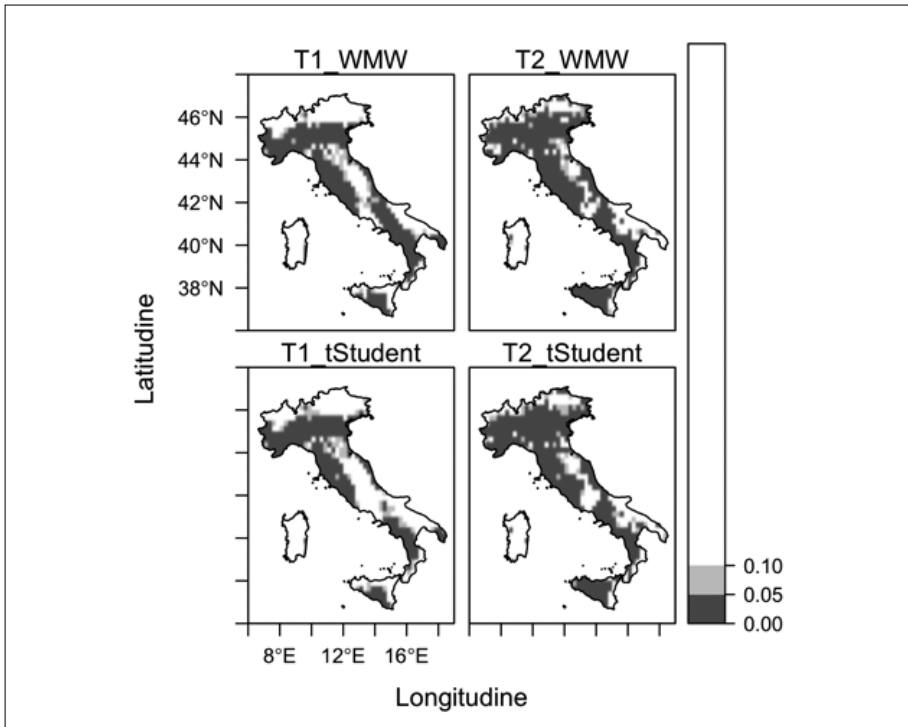 T1_WMW
T2_WMW
46°N
44°N
42°N
40°N
38°N
Latitudine
T1_tStudent
T2_tStudent
0.10
0.05
0.00
8°E
12°E
16°E
Longitudine